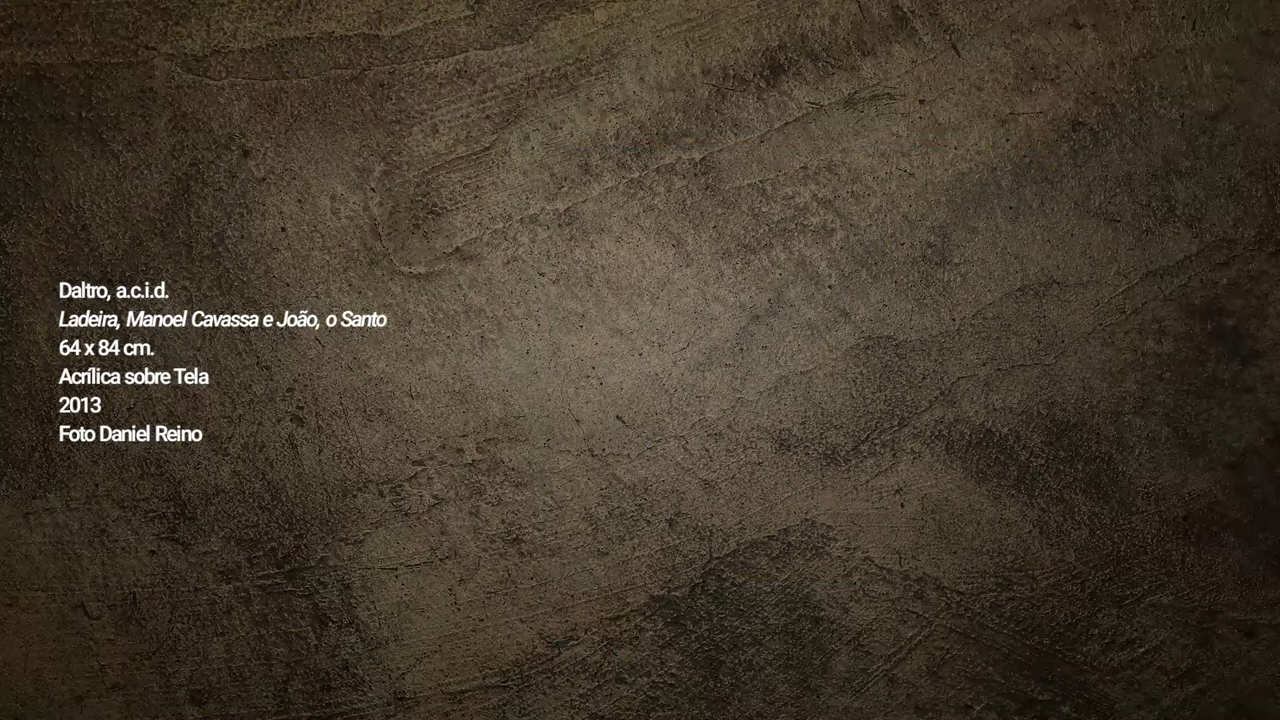 Daltro, a.c.i.d.
Ladeira, Manoel Cavassa e João, o Santo
64 x 84 cm.
Acrílica sobre Tela
2013
Foto Daniel Reino